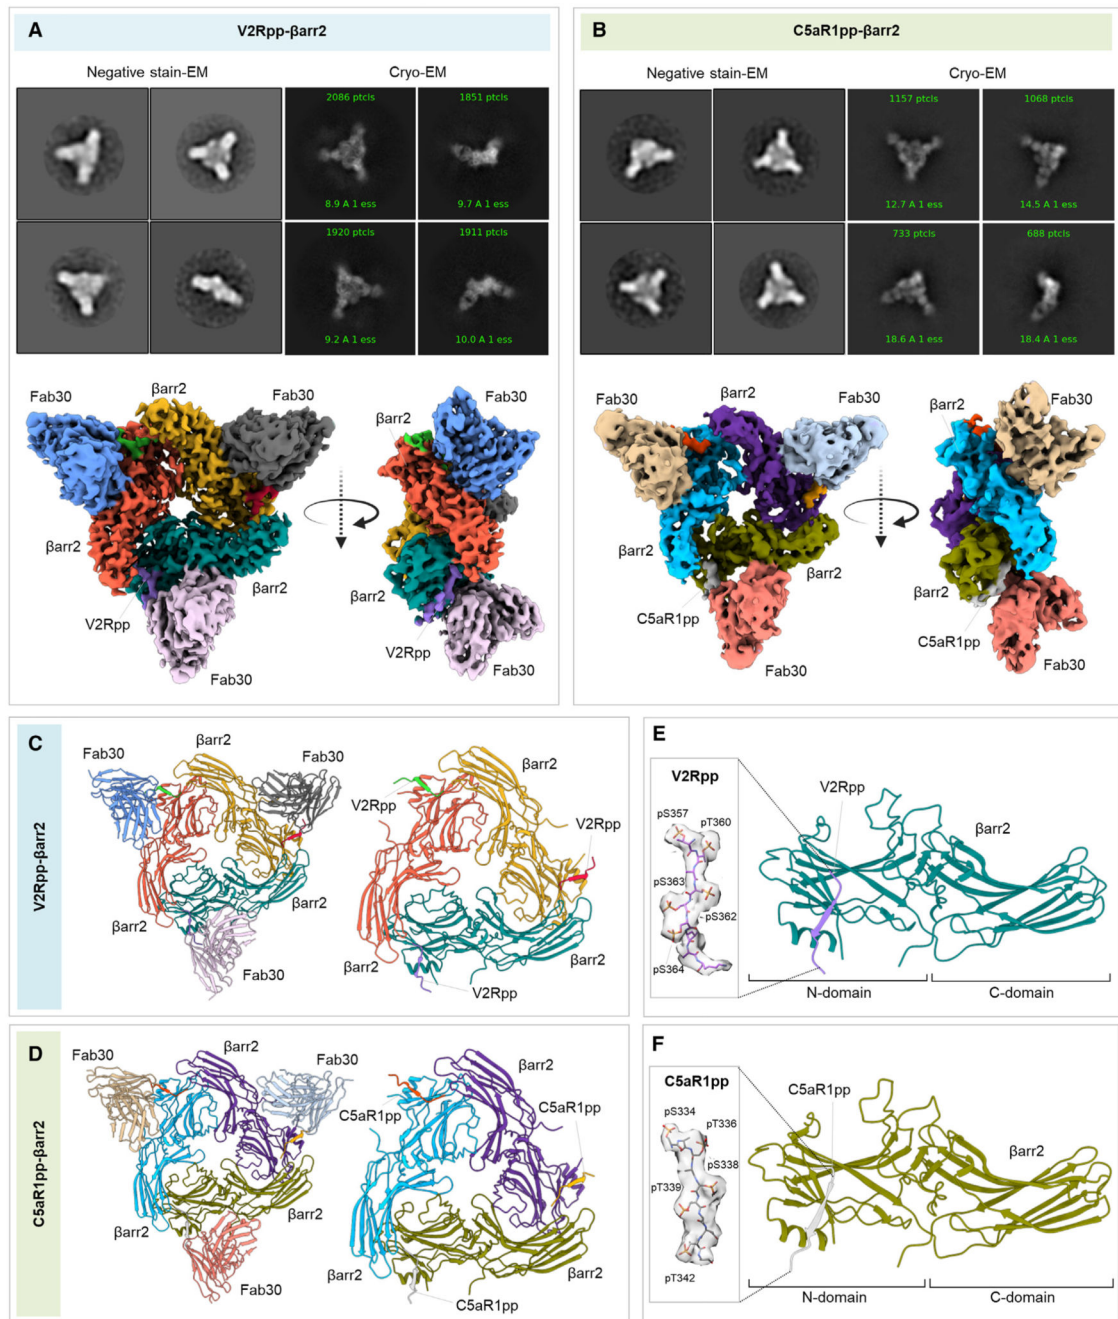 A
V2Rpp-βarr2
Negative stain-EM
Cryo-EM
2086 ptcls
1851 ptcls
8.9 A 1 ess
9.7 A 1 ess
1920 ptcls
1911 ptcls
9.2 A 1 ess
10.0 A 1 ess
Fab30
βarr2
Fab30
βarr2
Fab30
βarr2
V2Rpp
βarr2
Fab30
βarr2
V2Rpp
Fab30
B
C5aR1pp-βarr2
Negative stain-EM
Cryo-EM
1157 ptcls
1068 ptcls
12.7 A 1 ess
14.5 A 1 ess
733 ptcls
688 ptcls
18.6 A 1 ess
18.4 A 1 ess
Fab30
βarr2
Fab30
βarr2
Fab30
βarr2
C5aR1pp
βarr2
Fab30
βarr2
C5aR1pp
Fab30
V2Rpp-βarr2
C
Fab30
βarr2
Fab30
βarr2
Fab30
V2Rpp
βarr2
V2Rpp
βarr2
V2Rpp
βarr2
E
V2Rpp
pS357
pT360
pS363
pS362
pS364
V2Rpp
βarr2
N-domain
C-domain
C5aR1pp-βarr2
D
Fab30
βarr2
Fab30
βarr2
Fab30
C5aR1pp
βarr2
C5aR1pp
βarr2
C5aR1pp
βarr2
F
C5aR1pp
pS334
pT336
pS338
pT339
pT342
C5aR1pp
βarr2
N-domain
C-domain